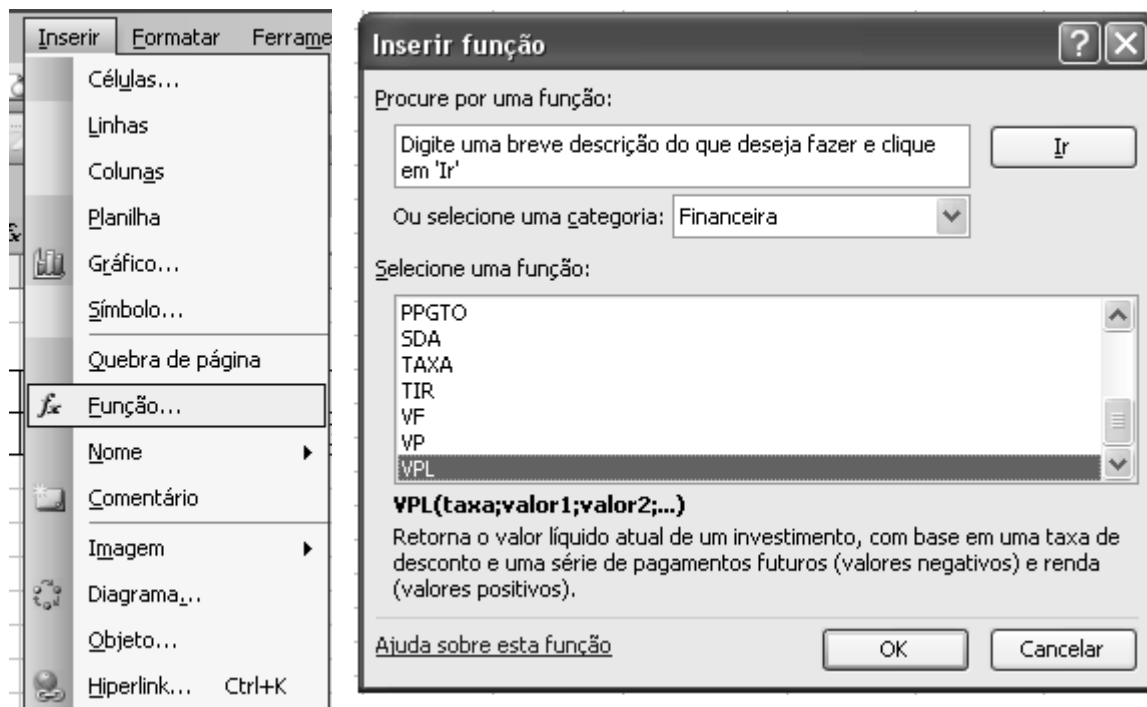 Inserir Formatar Ferrame
Células...
Linhas
Colunas
Planilha
Gráfico...
Símbolo...
Quebra de página
fx Função...
Nome
Comentário
Imagem
Diagrama...
Objeto...
Hiperlink... Ctrl+K
Inserir função
Procure por uma função:
Digite uma breve descrição do que deseja fazer e clique
em 'Ir'
Ir
Ou selecione uma categoria: Financeira
Selecione uma função:
PPGTO
SDA
TAXA
TIR
VF
VP
VPL
VPL(taxa;valor1;valor2;...)
Retorna o valor líquido atual de um investimento, com base em uma taxa de
desconto e uma série de pagamentos futuros (valores negativos) e renda
(valores positivos).
Ajuda sobre esta função
OK Cancelar